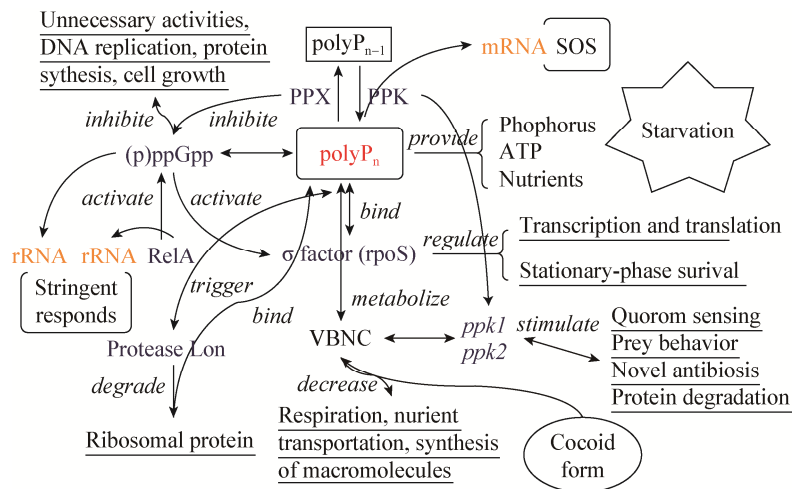 Unnecessary activities,
DNA replication, protein
sythesis, cell growth
polyPn−1
mRNA SOS
PPX
PPK
inhibite
inhibite
(p)ppGpp
polyPn
provide
Phophorus
ATP
Nutrients
Starvation
activate
activate
bind
rRNA
rRNA
RelA
σ factor (rpoS)
regulate
Transcription and translation
Stationary-phase surival
Stringent
responds
trigger
bind
metabolize
Protease Lon
VBNC
ppk1
ppk2
stimulate
Quorom sensing
Prey behavior
Novel antibiosis
Protein degradation
degrade
decrease
Ribosomal protein
Respiration, nurient
transportation, synthesis
of macromolecules
Cocoid
form